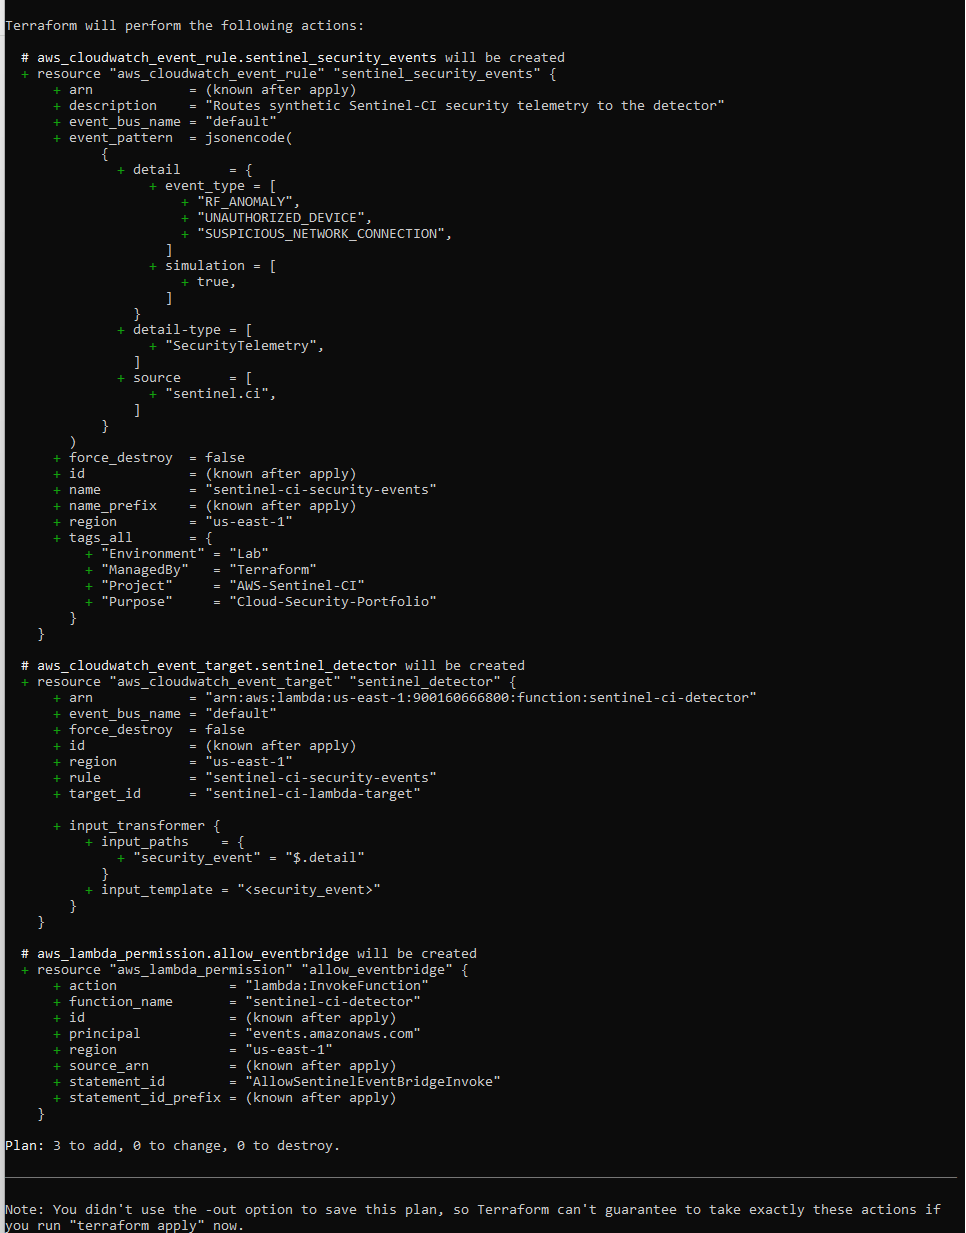 Terraform will perform the following actions:
# aws_cloudwatch_event_rule.sentinel_security_events will be created
+ resource "aws_cloudwatch_event_rule" "sentinel_security_events" {
+ arn = (known after apply)
+ description = "Routes synthetic Sentinel-CI security telemetry to the detector"
+ event_bus_name = "default"
+ event_pattern = jsonencode(
{
+ detail = {
+ event_type = [
+ "RF_ANOMALY",
+ "UNAUTHORIZED_DEVICE",
+ "SUSPICIOUS_NETWORK_CONNECTION",
]
+ simulation = [
+ true,
]
}
+ detail-type = [
+ "SecurityTelemetry",
]
+ source = [
+ "sentinel.ci",
]
}
)
+ force_destroy = false
+ id = (known after apply)
+ name = "sentinel-ci-security-events"
+ name_prefix = (known after apply)
+ region = "us-east-1"
+ tags_all = {
+ "Environment" = "Lab"
+ "ManagedBy" = "Terraform"
+ "Project" = "AWS-Sentinel-CI"
+ "Purpose" = "Cloud-Security-Portfolio"
}
}
# aws_cloudwatch_event_target.sentinel_detector will be created
+ resource "aws_cloudwatch_event_target" "sentinel_detector" {
+ arn = "arn:aws:lambda:us-east-1:900160666800:function:sentinel-ci-detector"
+ event_bus_name = "default"
+ force_destroy = false
+ id = (known after apply)
+ region = "us-east-1"
+ rule = "sentinel-ci-security-events"
+ target_id = "sentinel-ci-lambda-target"
+ input_transformer {
+ input_paths = {
+ "security_event" = "$.detail"
}
+ input_template = "<security_event>"
}
}
# aws_lambda_permission.allow_eventbridge will be created
+ resource "aws_lambda_permission" "allow_eventbridge" {
+ action = "lambda:InvokeFunction"
+ function_name = "sentinel-ci-detector"
+ id = (known after apply)
+ principal = "events.amazonaws.com"
+ region = "us-east-1"
+ source_arn = (known after apply)
+ statement_id = "AllowSentinelEventBridgeInvoke"
+ statement_id_prefix = (known after apply)
}
Plan: 3 to add, 0 to change, 0 to destroy.
Note: You didn't use the -out option to save this plan, so Terraform can't guarantee to take exactly these actions if
you run "terraform apply" now.